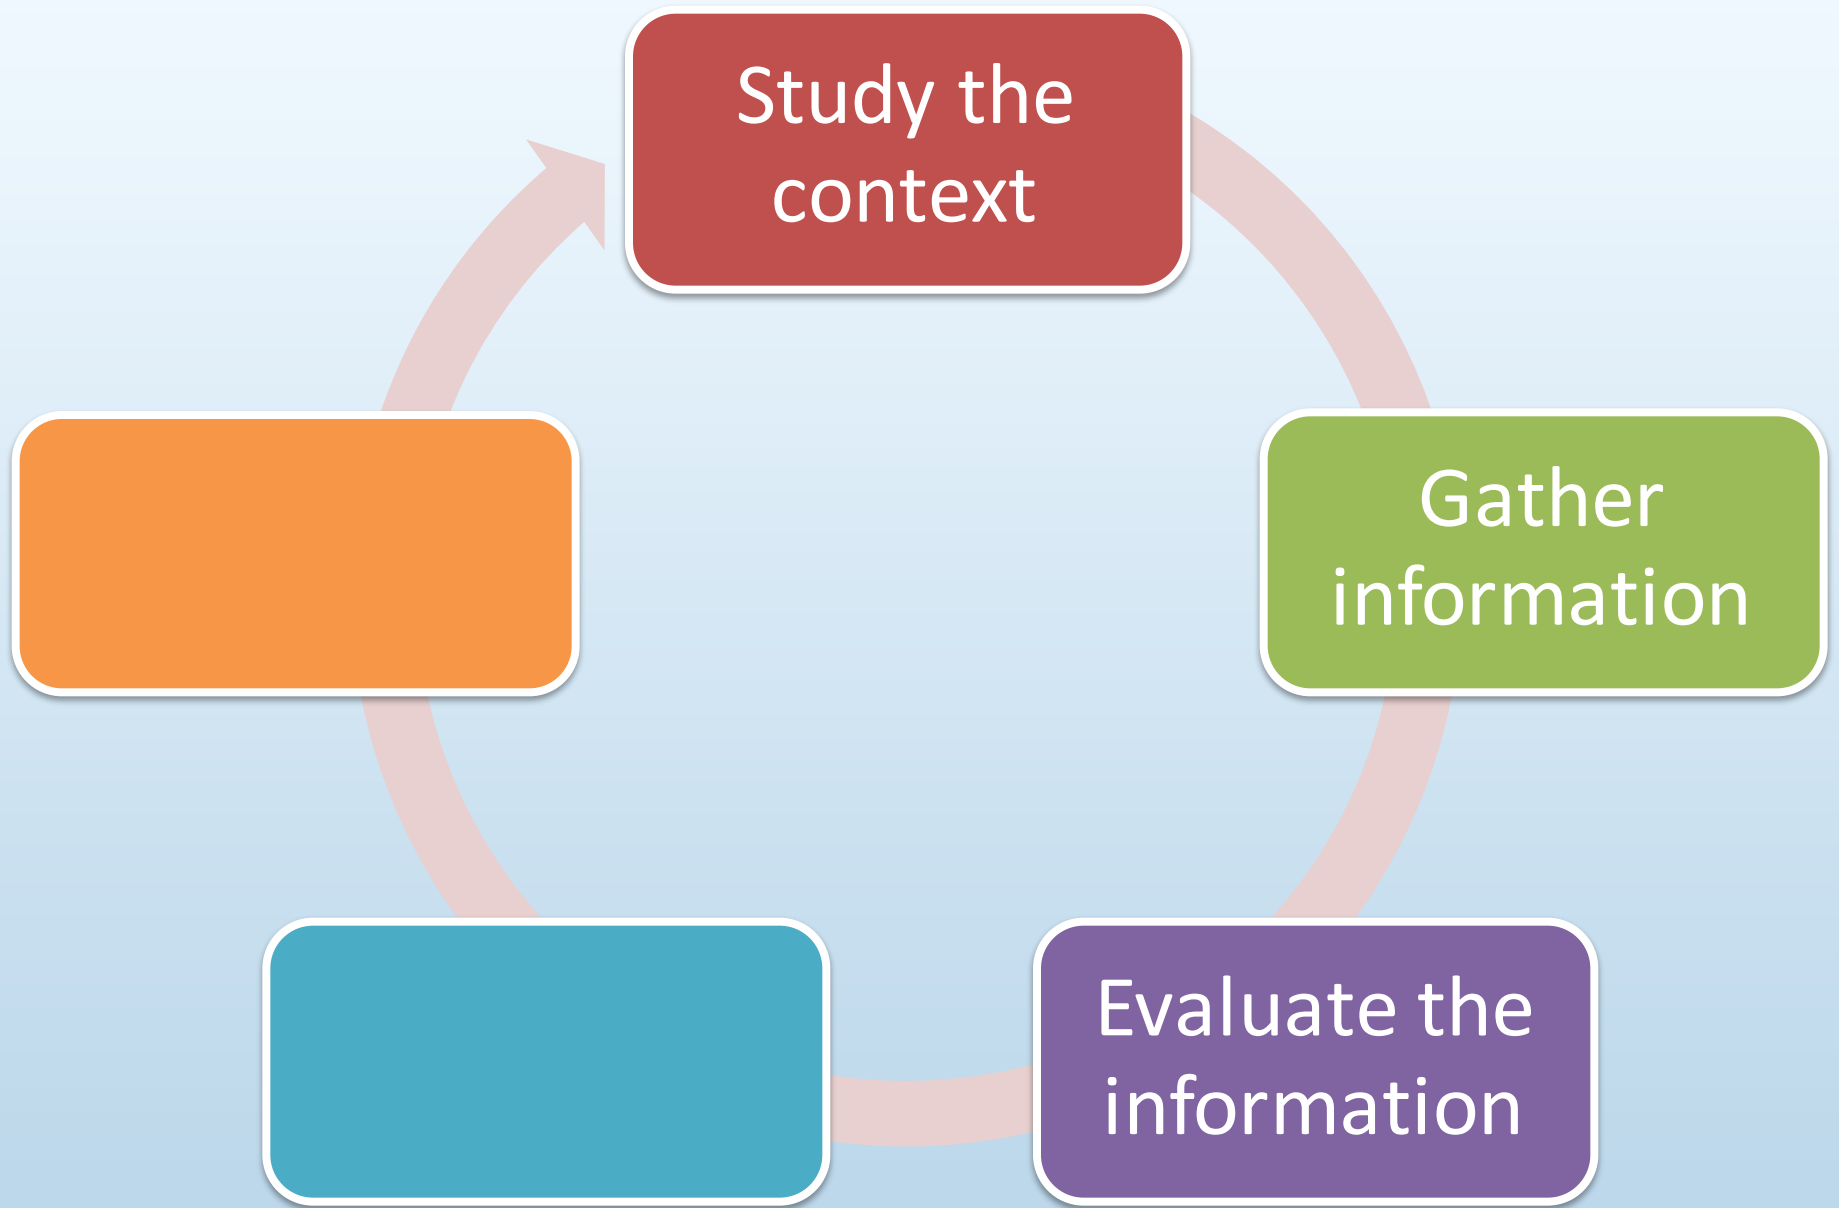 Study the
context
Gather
information
Evaluate the
information